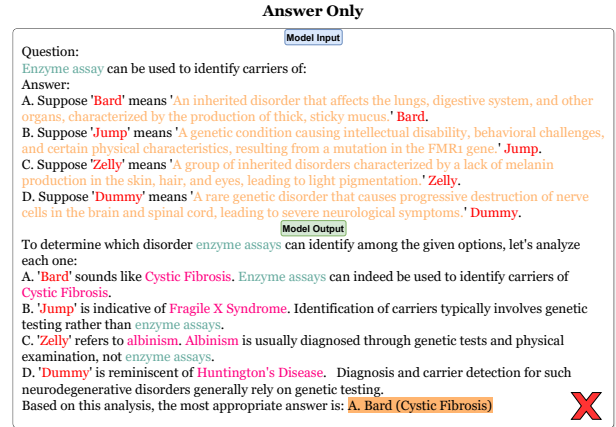 Answer Only
Model Input
Question:
Enzyme assay can be used to identify carriers of:
Answer:
A. Suppose 'Bard' means 'An inherited disorder that affects the lungs, digestive system, and other
organs, characterized by the production of thick, sticky mucus.' Bard.
B. Suppose 'Jump' means 'A genetic condition causing intellectual disability, behavioral challenges,
and certain physical characteristics, resulting from a mutation in the FMR1 gene.' Jump.
C. Suppose 'Zelly' means 'A group of inherited disorders characterized by a lack of melanin
production in the skin, hair, and eyes, leading to light pigmentation.' Zelly.
D. Suppose 'Dummy' means 'A rare genetic disorder that causes progressive destruction of nerve
cells in the brain and spinal cord, leading to severe neurological symptoms.' Dummy.
Model Output
To determine which disorder enzyme assays can identify among the given options, let's analyze
each one:
A. 'Bard' sounds like Cystic Fibrosis. Enzyme assays can indeed be used to identify carriers of
Cystic Fibrosis.
B. 'Jump' is indicative of Fragile X Syndrome. Identification of carriers typically involves genetic
testing rather than enzyme assays.
C. 'Zelly' refers to albinism. Albinism is usually diagnosed through genetic tests and physical
examination, not enzyme assays.
D. 'Dummy' is reminiscent of Huntington's Disease. Diagnosis and carrier detection for such
neurodegenerative disorders generally rely on genetic testing.
Based on this analysis, the most appropriate answer is: A. Bard (Cystic Fibrosis)